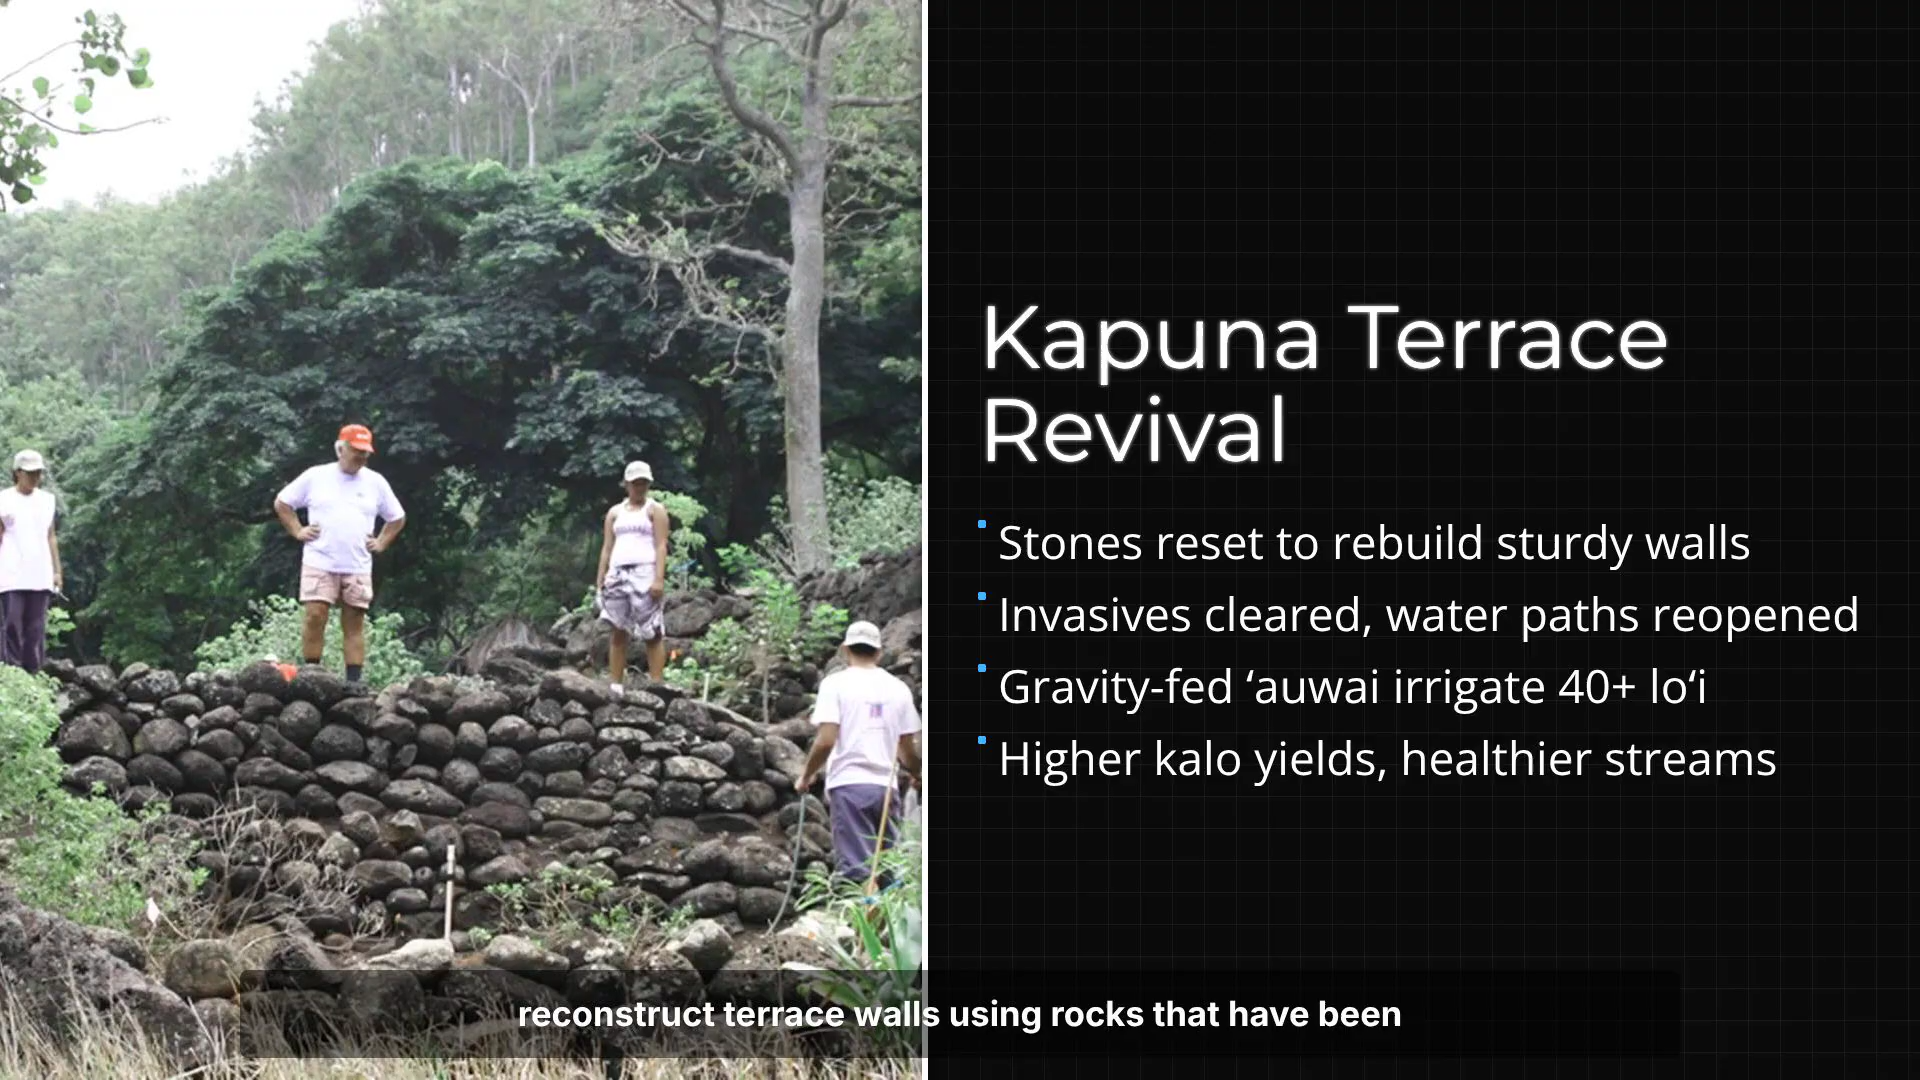 Kapuna Terrace
Revival
Stones reset to rebuild sturdy walls
Invasives cleared, water paths reopened
Gravity-fed ʻauwai irrigate 40+ loʻi
Higher kalo yields, healthier streams
reconstruct terrace walls using rocks that have been